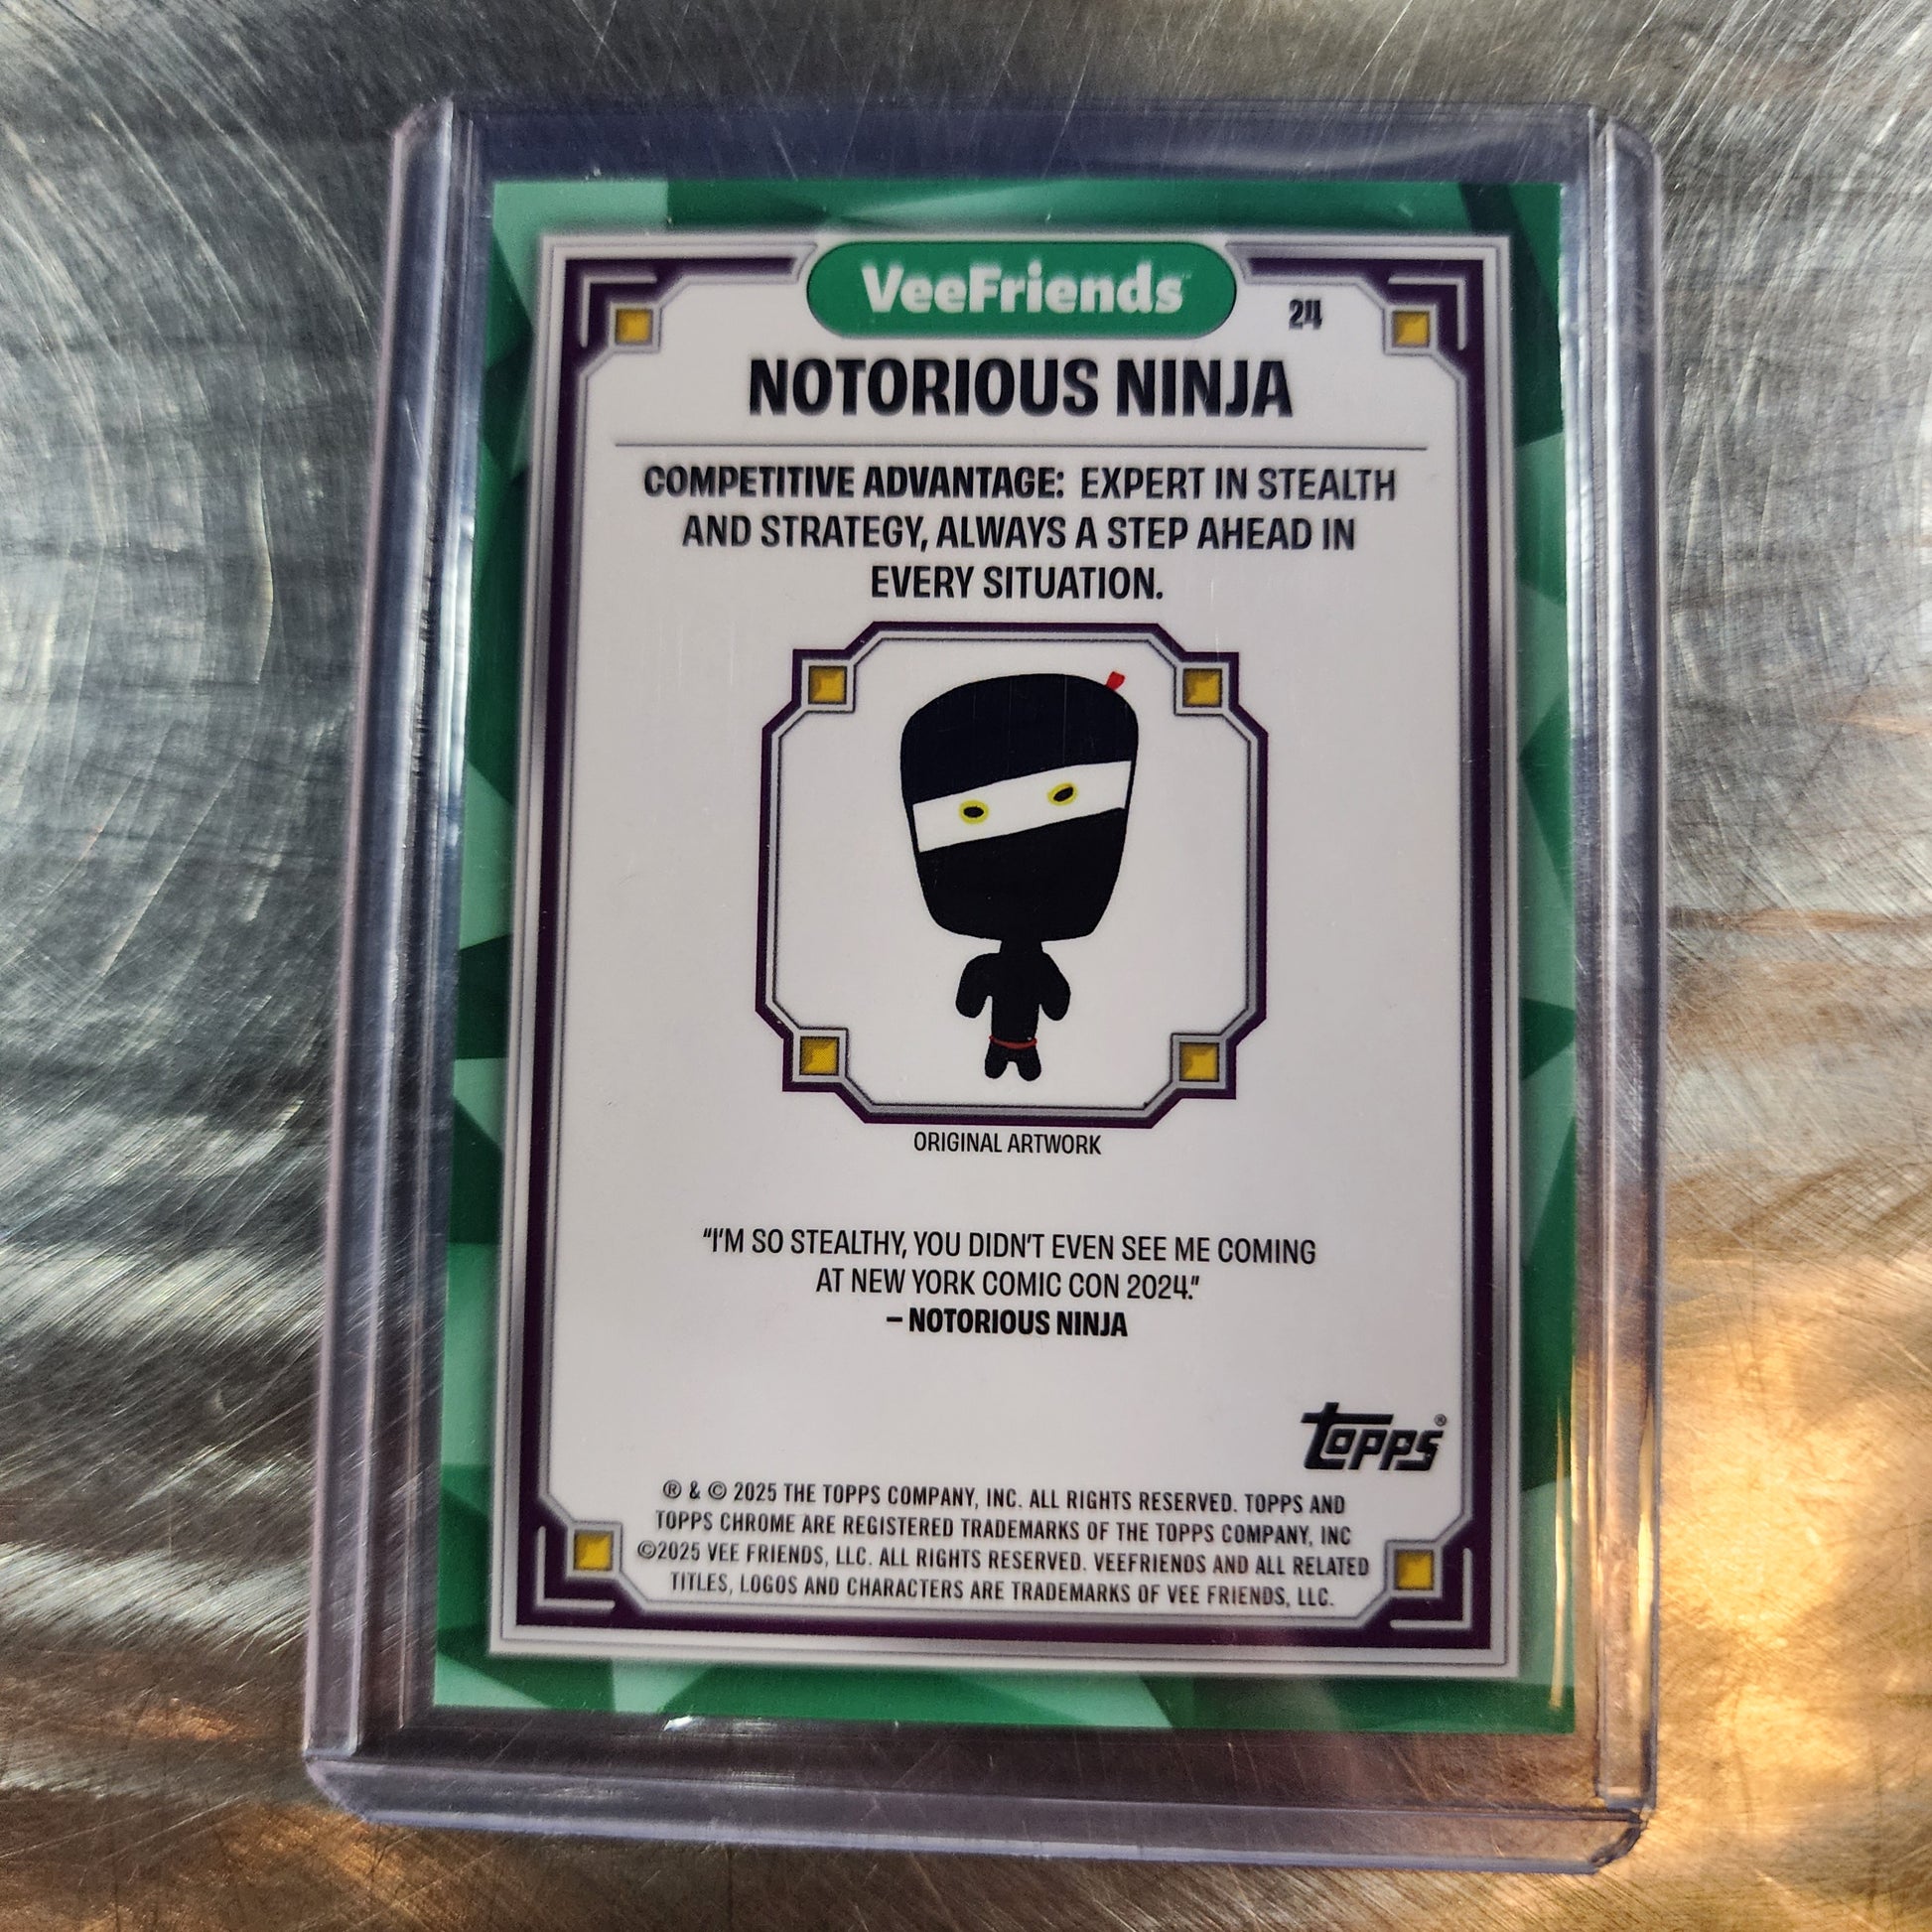 VeeFriends
24
NOTORIOUS NINJA
COMPETITIVE ADVANTAGE: EXPERT IN STEALTH
AND STRATEGY, ALWAYS A STEP AHEAD IN
EVERY SITUATION.
ORIGINAL ARTWORK
“I'M SO STEALTHY, YOU DIDN'T EVEN SEE ME COMING
AT NEW YORK COMIC CON 2024.”
– NOTORIOUS NINJA
topps®
® & © 2025 THE TOPPS COMPANY, INC. ALL RIGHTS RESERVED. TOPPS AND
TOPPS CHROME ARE REGISTERED TRADEMARKS OF THE TOPPS COMPANY, INC
©2025 VEE FRIENDS, LLC. ALL RIGHTS RESERVED. VEEFRIENDS AND ALL RELATED
TITLES, LOGOS AND CHARACTERS ARE TRADEMARKS OF VEE FRIENDS, LLC.